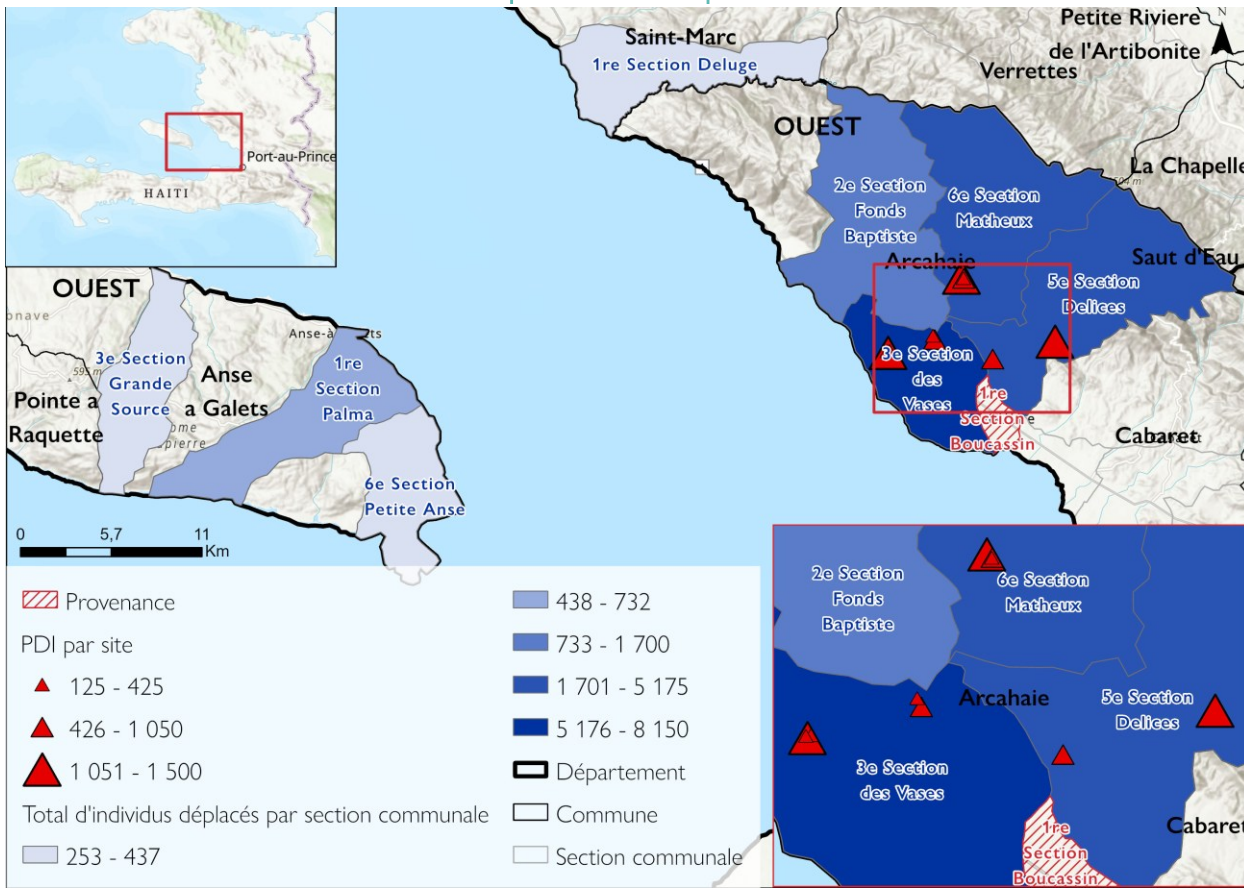 Port-au-Prince
HAITI
Saint-Marc
1re Section Deluge
Petite Riviere
de l'Artibonite
Verrettes
N
OUEST
La Chapelle
2e Section
Fonds
Baptiste
6e Section
Matheux
Arcahaie
Saut d'Eau
5e Section
Delices
3e Section
des
Vases
1re
Section
Boucassin
Cabaret
OUEST
3e Section
Grande
Source
595 m
Pointe a
Raquette
Anse
a Galets
1re
Section
Palma
6e Section
Petite Anse
0 5,7 11
Km
Provenance
PDI par site
125 - 425
426 - 1 050
1 051 - 1 500
Total d'individus déplacés par section communale
253 - 437
438 - 732
733 - 1 700
1 701 - 5 175
5 176 - 8 150
Département
Commune
Section communale
2e Section
Fonds
Baptiste
6e Section
Matheux
Arcahaie
5e Section
Delices
3e Section
des Vases
1re
Section
Boucassin
Cabaret